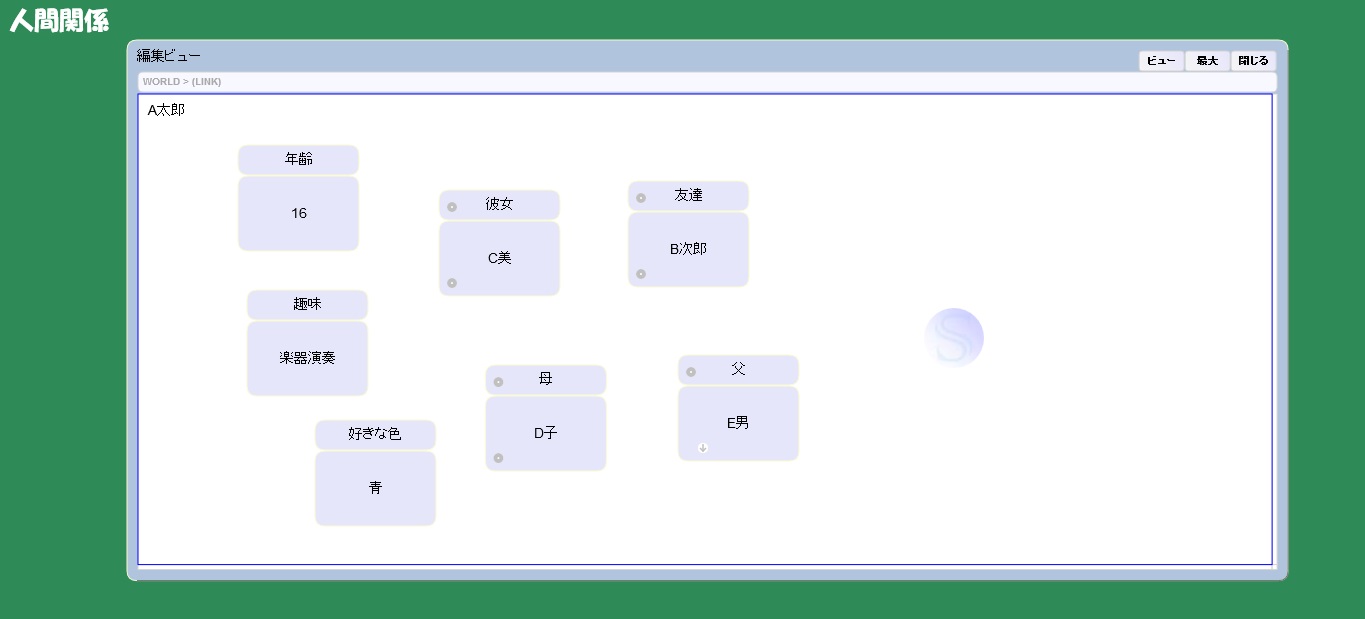 人間関係
編集ビュー
ビュー 最大 閉じる
WORLD > (LINK)
A太郎
年齢
16
彼女
C美
友達
B次郎
趣味
楽器演奏
母
D子
父
E男
好きな色
青
S